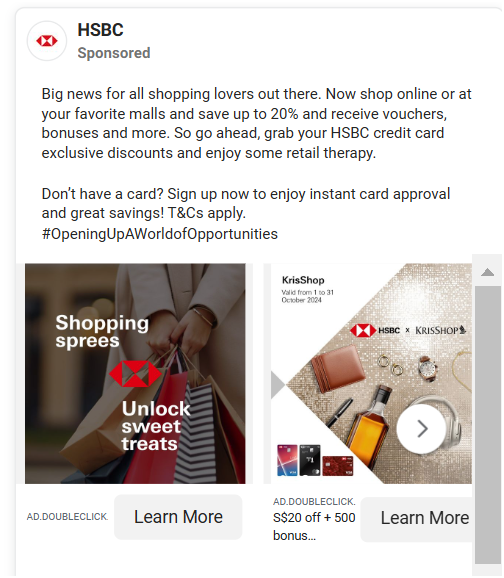 HSBC
Sponsored
Big news for all shopping lovers out there. Now shop online or at
your favorite malls and save up to 20% and receive vouchers,
bonuses and more. So go ahead, grab your HSBC credit card
exclusive discounts and enjoy some retail therapy.
Don’t have a card? Sign up now to enjoy instant card approval
and great savings! T&Cs apply.
#OpeningUpAWorldofOpportunities
Shopping
sprees
Unlock
sweet
treats
KrisShop
Valid from 1 to 31
October 2024
HSBC x KRISSHOP
AD.DOUBLECLICK.
Learn More
AD.DOUBLECLICK.
S$20 off + 500
bonus...
Learn More